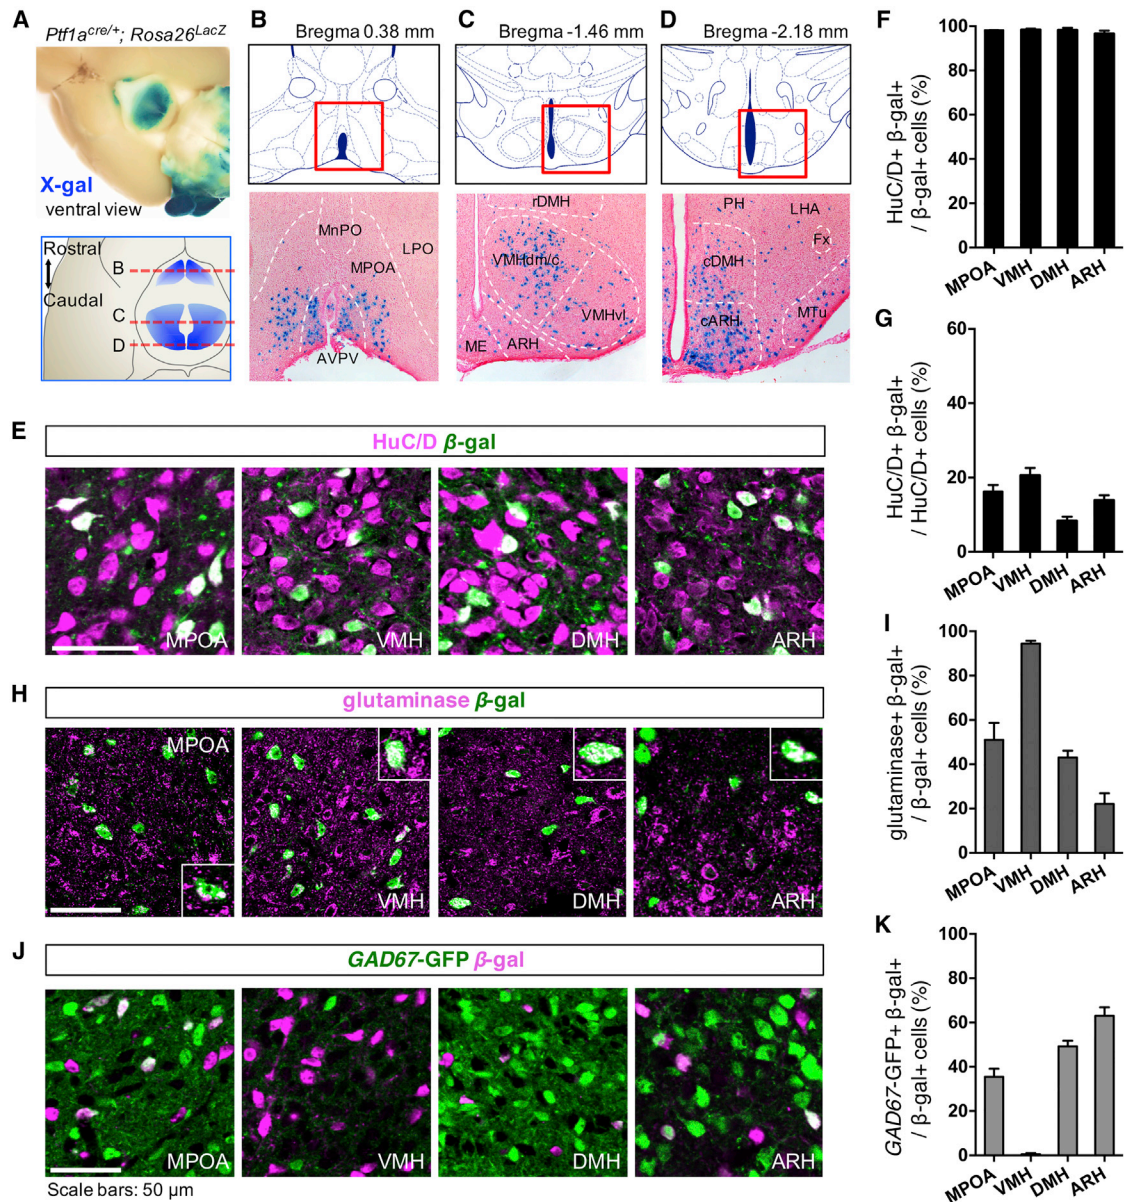 A
Ptf1acre/+; Rosa26LacZ
X-gal
ventral view
Rostral
Caudal
B
C
D
B
Bregma 0.38 mm
MnPO
LPO
MPOA
AVPV
C
Bregma -1.46 mm
rDMH
VMHdm/c
VMHvl
ME
ARH
D
Bregma -2.18 mm
PH
LHA
Fx
cDMH
cARH
MTu
E
HuC/D β-gal
MPOA
VMH
DMH
ARH
F
HuC/D+ β-gal+
/ β-gal+ cells (%)
100
80
60
40
20
0
MPOA
VMH
DMH
ARH
G
HuC/D+ β-gal+
/ HuC/D+ cells (%)
60
40
20
0
MPOA
VMH
DMH
ARH
H
glutaminase β-gal
MPOA
VMH
DMH
ARH
I
glutaminase+ β-gal+
/ β-gal+ cells (%)
100
80
60
40
20
0
MPOA
VMH
DMH
ARH
J
GAD67-GFP β-gal
MPOA
VMH
DMH
ARH
Scale bars: 50 μm
K
GAD67-GFP+ β-gal+
/ β-gal+ cells (%)
100
80
60
40
20
0
MPOA
VMH
DMH
ARH